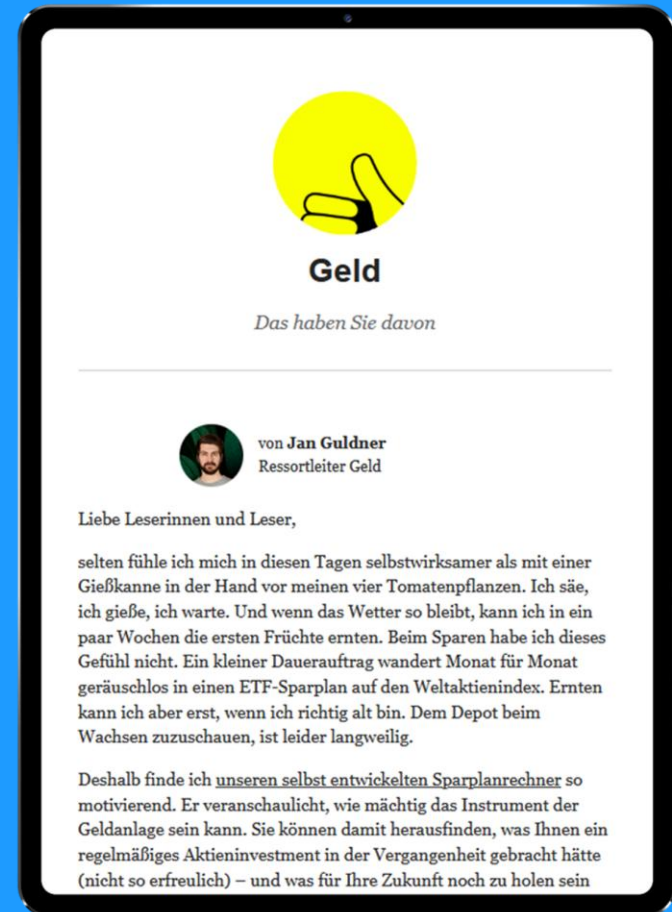 Geld
Das haben Sie davon
von Jan Guldner
Ressortleiter Geld
Liebe Leserinnen und Leser,
selten fühle ich mich in diesen Tagen selbstwirksamer als mit einer
Gießkanne in der Hand vor meinen vier Tomatenpflanzen. Ich säe,
ich gieße, ich warte. Und wenn das Wetter so bleibt, kann ich in ein
paar Wochen die ersten Früchte ernten. Beim Sparen habe ich dieses
Gefühl nicht. Ein kleiner Dauerauftrag wandert Monat für Monat
geräuschlos in einen ETF-Sparplan auf den Weltaktienindex. Ernten
kann ich aber erst, wenn ich richtig alt bin. Dem Depot beim
Wachsen zuzuschauen, ist leider langweilig.
Deshalb finde ich unseren selbst entwickelten Sparplanrechner so
motivierend. Er veranschaulicht, wie mächtig das Instrument der
Geldanlage sein kann. Sie können damit herausfinden, was Ihnen ein
regelmäßiges Aktieninvestment in der Vergangenheit gebracht hätte
(nicht so erfreulich) – und was für Ihre Zukunft noch zu holen sein